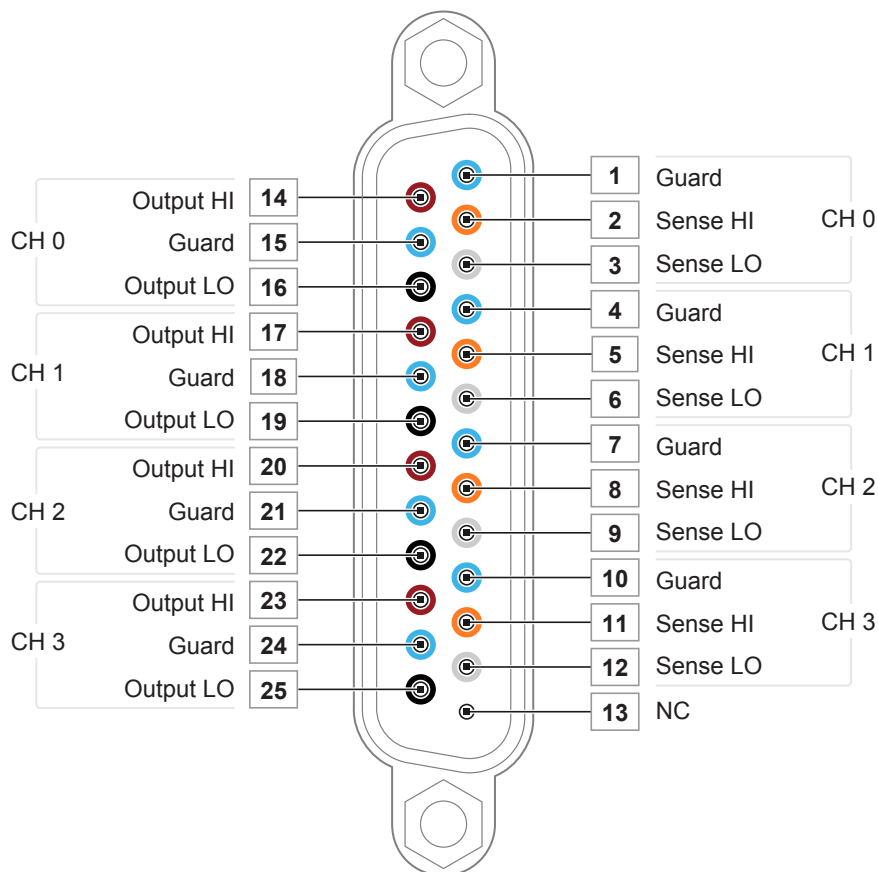 CH 0
Output HI 14
Guard 15
Output LO 16
CH 1
Output HI 17
Guard 18
Output LO 19
CH 2
Output HI 20
Guard 21
Output LO 22
CH 3
Output HI 23
Guard 24
Output LO 25
1 Guard
2 Sense HI
3 Sense LO
CH 0
4 Guard
5 Sense HI
6 Sense LO
CH 1
7 Guard
8 Sense HI
9 Sense LO
CH 2
10 Guard
11 Sense HI
12 Sense LO
CH 3
13 NC